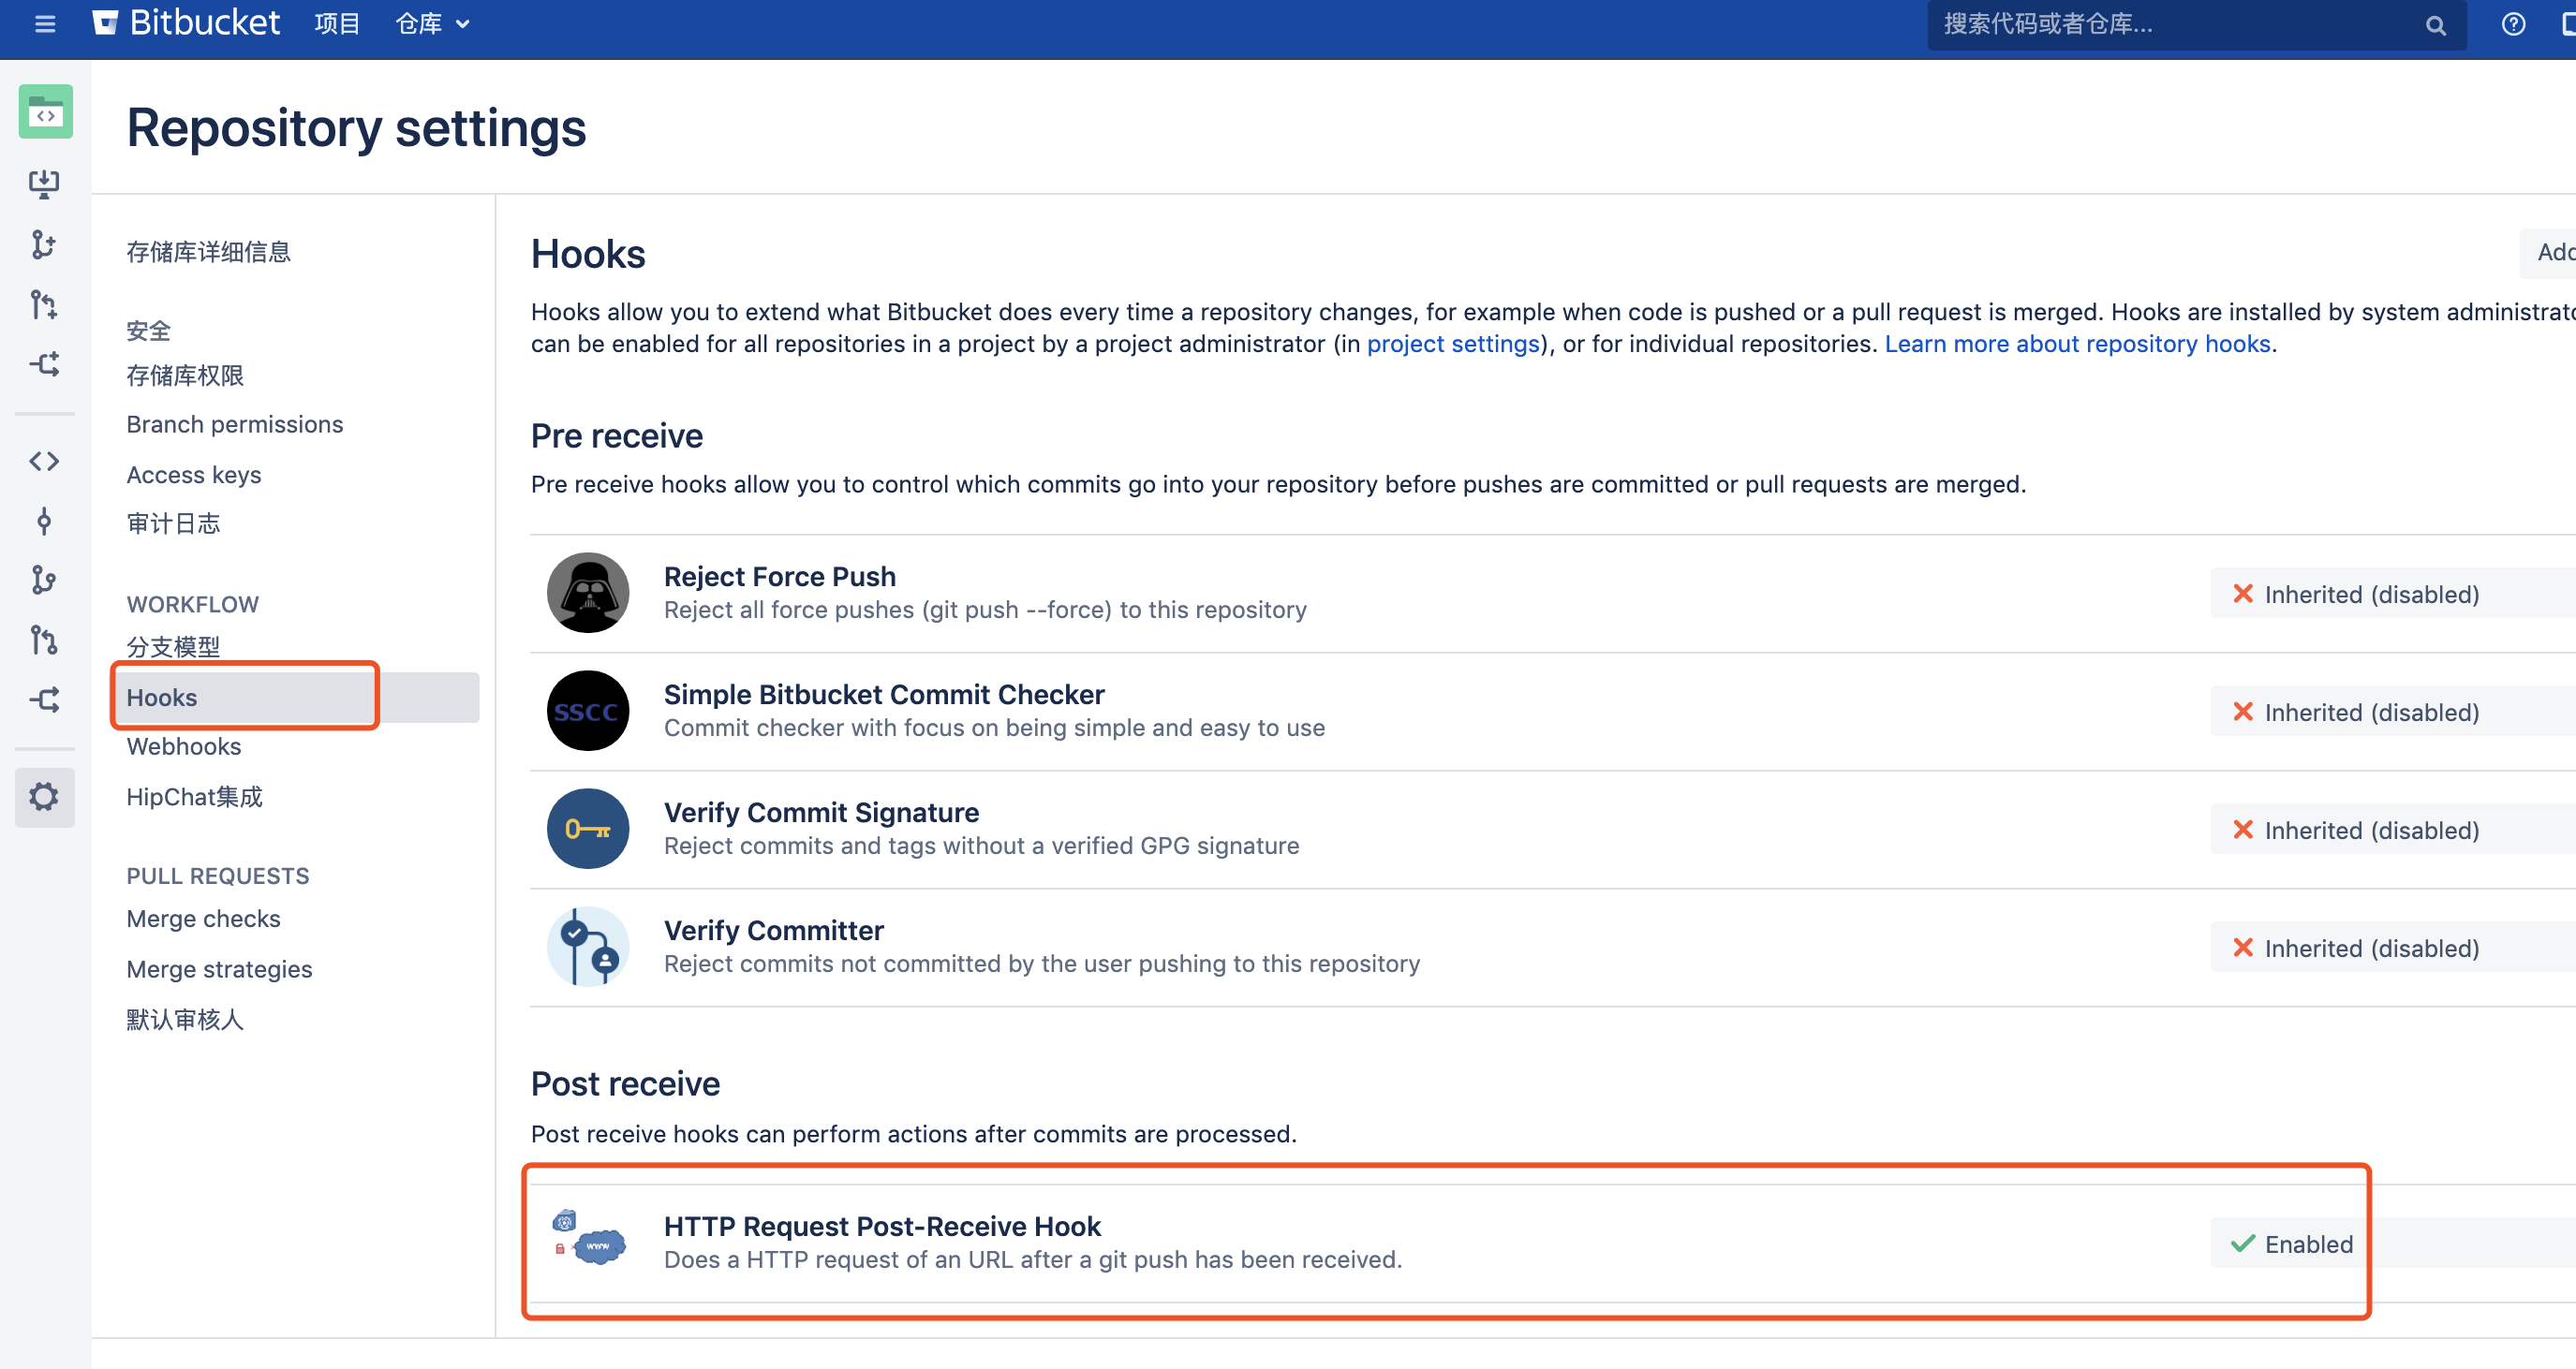 Bitbucket 项目 仓库 搜索代码或者仓库...
Repository settings
存储库详细信息
安全
存储库权限
Branch permissions
Access keys
审计日志
WORKFLOW
分支模型
Hooks
Webhooks
HipChat集成
PULL REQUESTS
Merge checks
Merge strategies
默认审核人
Hooks
Add
Hooks allow you to extend what Bitbucket does every time a repository changes, for example when code is pushed or a pull request is merged. Hooks are installed by system administrato
can be enabled for all repositories in a project by a project administrator (in project settings), or for individual repositories. Learn more about repository hooks.
Pre receive
Pre receive hooks allow you to control which commits go into your repository before pushes are committed or pull requests are merged.
Reject Force Push
Reject all force pushes (git push --force) to this repository
Inherited (disabled)
SSCC
Simple Bitbucket Commit Checker
Commit checker with focus on being simple and easy to use
Inherited (disabled)
Verify Commit Signature
Reject commits and tags without a verified GPG signature
Inherited (disabled)
Verify Committer
Reject commits not committed by the user pushing to this repository
Inherited (disabled)
Post receive
Post receive hooks can perform actions after commits are processed.
www
HTTP Request Post-Receive Hook
Does a HTTP request of an URL after a git push has been received.
Enabled